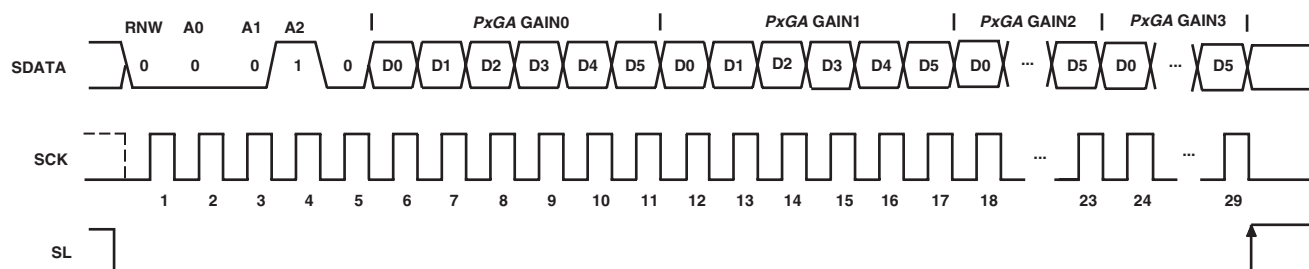 PxGA GAIN0 PxGA GAIN1 PxGA GAIN2 PxGA GAIN3
RNW A0 A1 A2
SDATA 0 0 0 1 0 D0 D1 D2 D3 D4 D5 D0 D1 D2 D3 D4 D5 D0 ... D5 D0 ... D5
SCK ... ...
1 2 3 4 5 6 7 8 9 10 11 12 13 14 15 16 17 18 23 24 29
SL